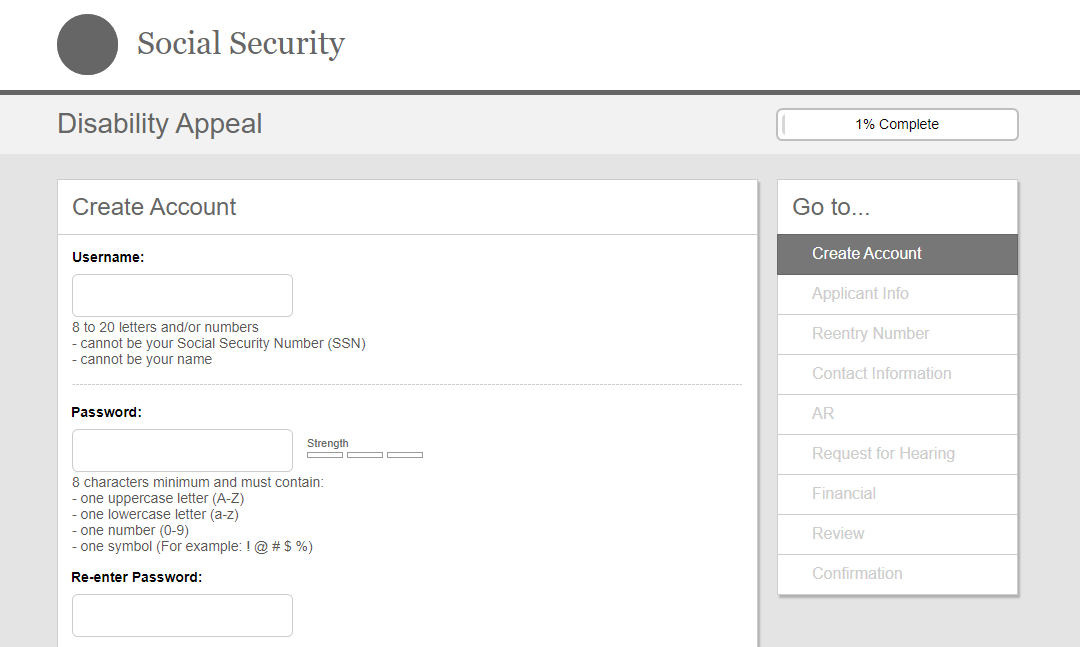 Social Security
Disability Appeal
1% Complete
Create Account
Username:
8 to 20 letters and/or numbers
- cannot be your Social Security Number (SSN)
- cannot be your name
Password:
Strength
8 characters minimum and must contain:
- one uppercase letter (A-Z)
- one lowercase letter (a-z)
- one number (0-9)
- one symbol (For example: ! @ # $ %)
Re-enter Password:
Go to...
Create Account
Applicant Info
Reentry Number
Contact Information
AR
Request for Hearing
Financial
Review
Confirmation